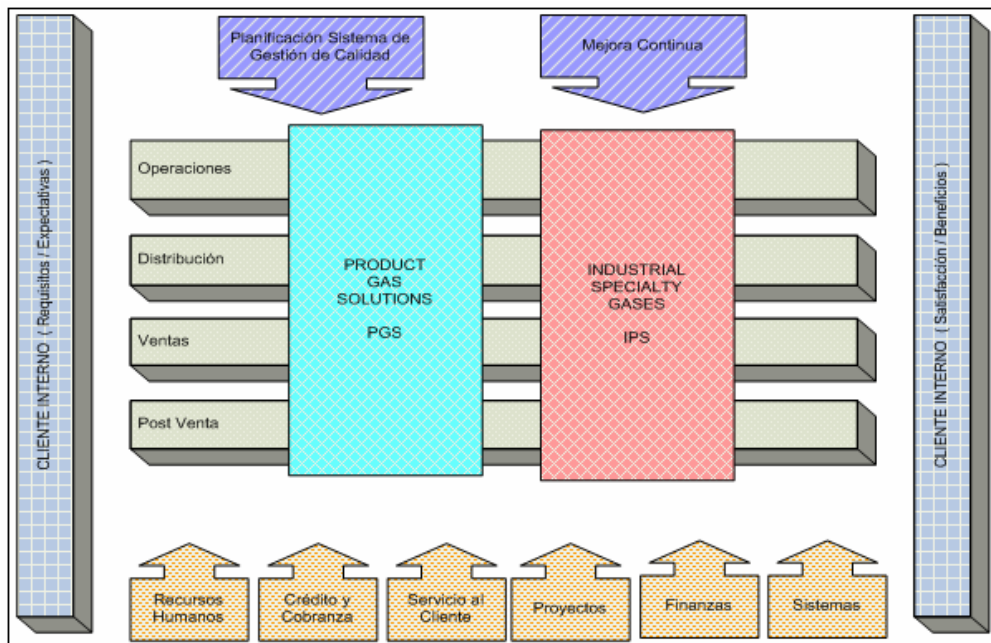 Planificación Sistema de
Gestión de Calidad
Mejora Continua
CLIENTE INTERNO ( Requisitos / Expectativas )
Operaciones
Distribución
Ventas
Post Venta
PRODUCT
GAS
SOLUTIONS
PGS
INDUSTRIAL
SPECIALTY
GASES
IPS
CLIENTE INTERNO ( Satisfacción / Beneficios )
Recursos
Humanos
Crédito y
Cobranza
Servicio al
Cliente
Proyectos
Finanzas
Sistemas